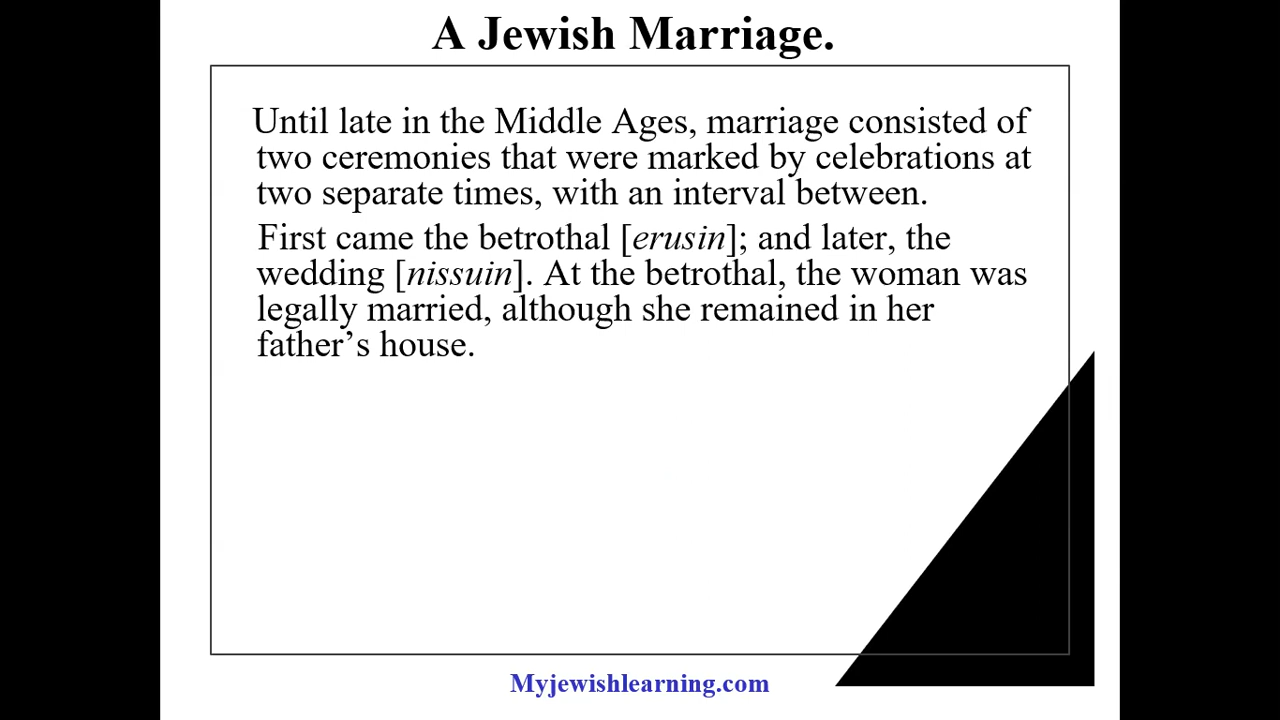 A Jewish Marriage.
Until late in the Middle Ages, marriage consisted of
two ceremonies that were marked by celebrations at
two separate times, with an interval between.
First came the betrothal [erusin]; and later, the
wedding [nissuin]. At the betrothal, the woman was
legally married, although she remained in her
father’s house.
Myjewishlearning.com